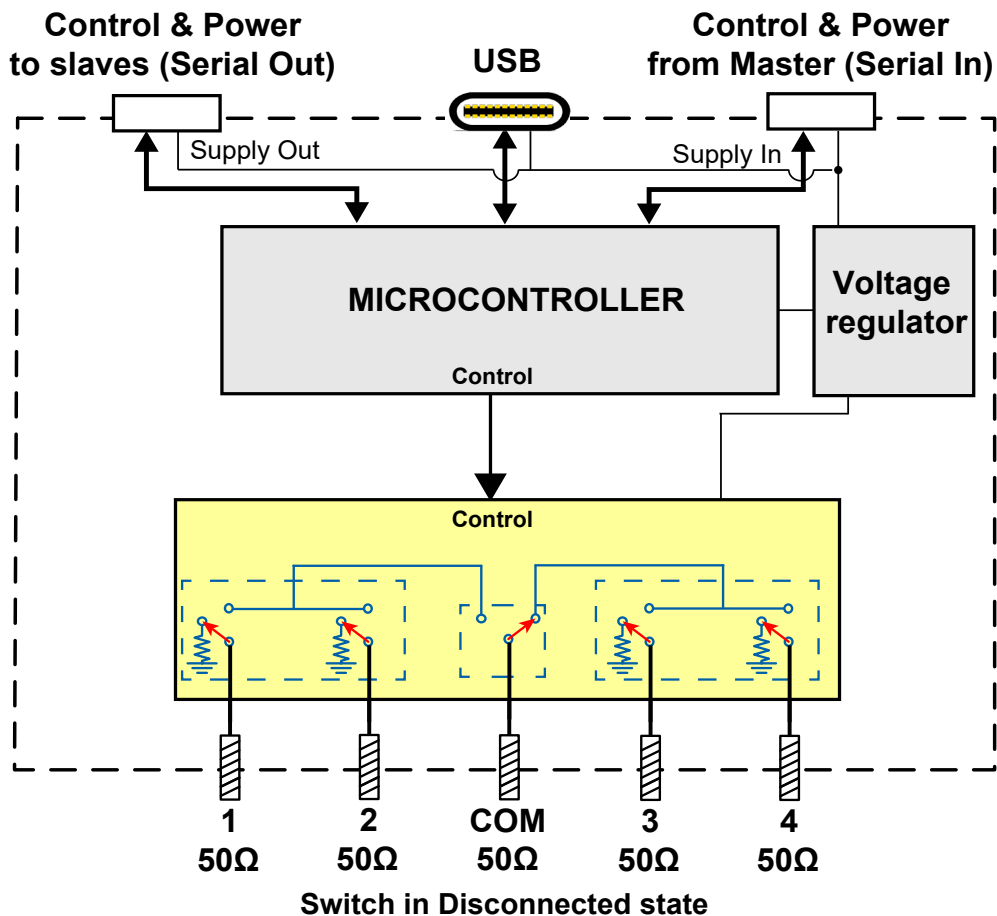 Control & Power
to slaves (Serial Out)
USB
Control & Power
from Master (Serial In)
Supply Out
Supply In
MICROCONTROLLER
Control
Voltage
regulator
Control
1
50Ω
2
50Ω
COM
50Ω
3
50Ω
4
50Ω
Switch in Disconnected state